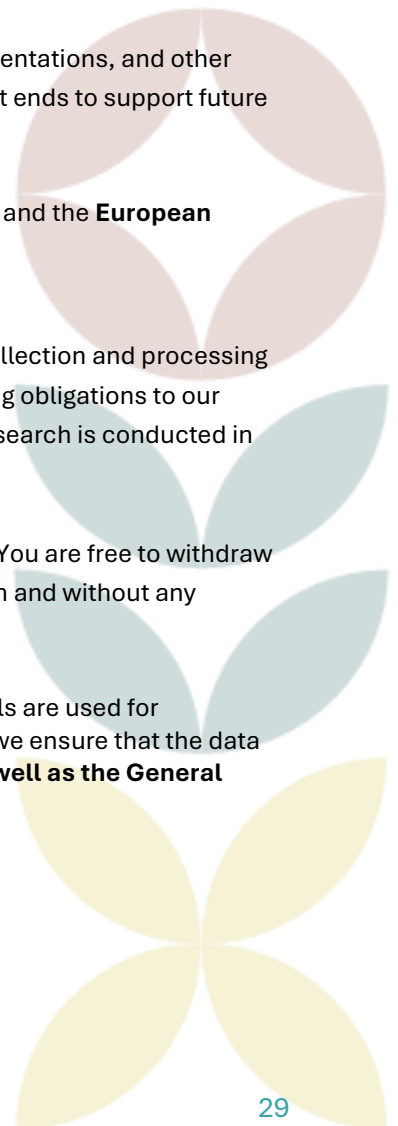 entations, and other
t ends to support future
and the European
llection and processing
g obligations to our
search is conducted in
You are free to withdraw
n and without any
ls are used for
we ensure that the data
well as the General
29